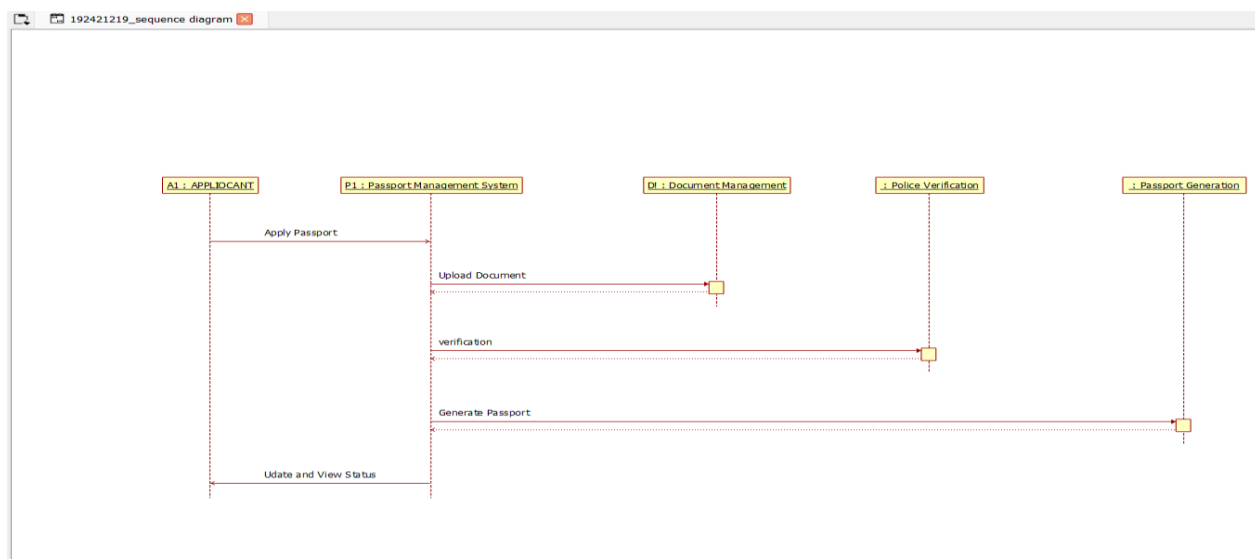 192421219_sequence diagram
A1 : APPLIOCANT
P1 : Passport Management System
D! : Document Management
_: Police Verification
_: Passport Generation
Apply Passport
Upload Document
verification
Generate Passport
Udate and View Status